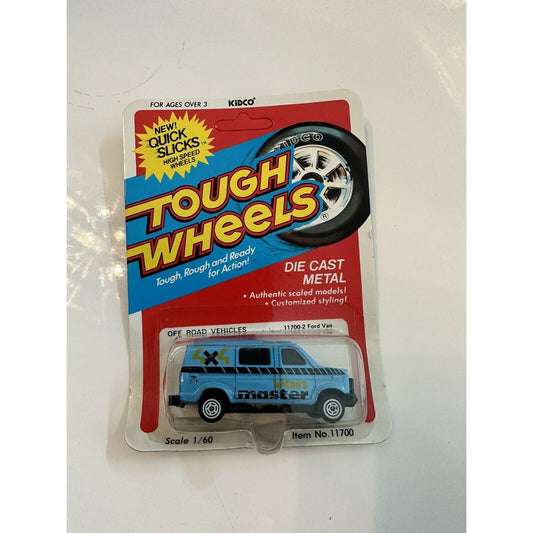 FOR AGES OVER 3
KiDCO®
NEW!
QUICK
SLICKS™
HIGH SPEED
WHEELS
KIDCO
TOUGH
WHEELS®
Tough, Rough and Ready
for Action!
DIE CAST
METAL
• Authentic scaled models!
• Customized styling!
OFF ROAD VEHICLES
11700-2 Ford Van
4x4
van
master
Scale 1/60
Item No. 11700